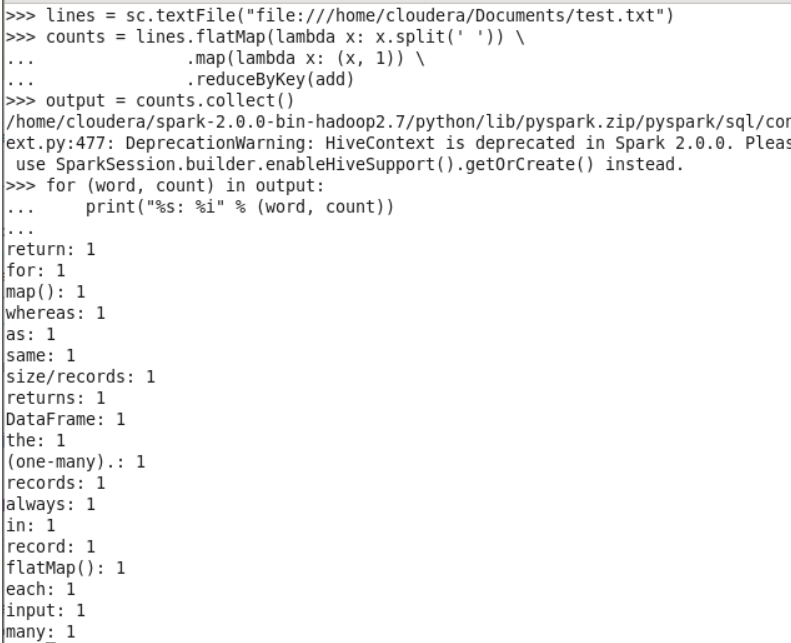 >>> lines = sc.textFile("file:///home/cloudera/Documents/test.txt")
>>> counts = lines.flatMap(lambda x: x.split(' ')) \
...                .map(lambda x: (x, 1)) \
...                .reduceByKey(add)
>>> output = counts.collect()
/home/cloudera/spark-2.0.0-bin-hadoop2.7/python/lib/pyspark.zip/pyspark/sql/con
ext.py:477: DeprecationWarning: HiveContext is deprecated in Spark 2.0.0. Pleas
 use SparkSession.builder.enableHiveSupport().getOrCreate() instead.
>>> for (word, count) in output:
...     print("%s: %i" % (word, count))
...
return: 1
for: 1
map(): 1
whereas: 1
as: 1
same: 1
size/records: 1
returns: 1
DataFrame: 1
the: 1
(one-many).: 1
records: 1
always: 1
in: 1
record: 1
flatMap(): 1
each: 1
input: 1
many: 1